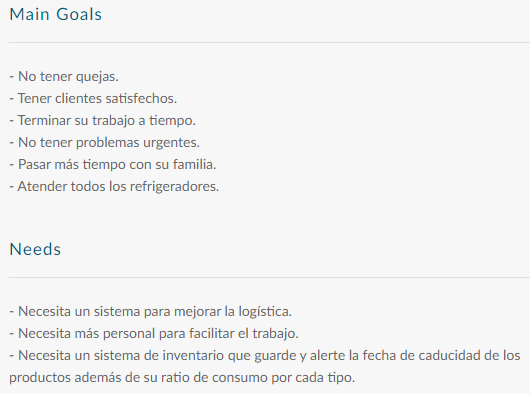 Main Goals
- No tener quejas.
- Tener clientes satisfechos.
- Terminar su trabajo a tiempo.
- No tener problemas urgentes.
- Pasar más tiempo con su familia.
- Atender todos los refrigeradores.
Needs
- Necesita un sistema para mejorar la logística.
- Necesita más personal para facilitar el trabajo.
- Necesita un sistema de inventario que guarde y alerte la fecha de caducidad de los
productos además de su ratio de consumo por cada tipo.